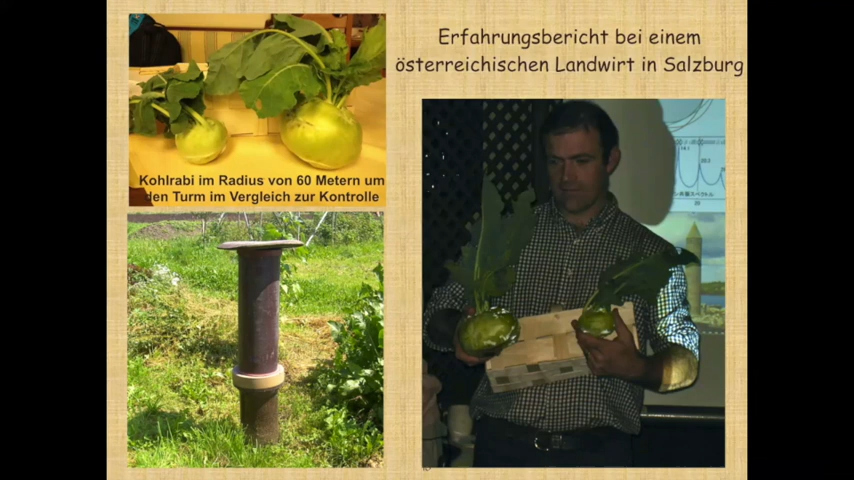 Erfahrungsbericht bei einem
österreichischen Landwirt in Salzburg
Kohlrabi im Radius von 60 Metern um
den Turm im Vergleich zur Kontrolle